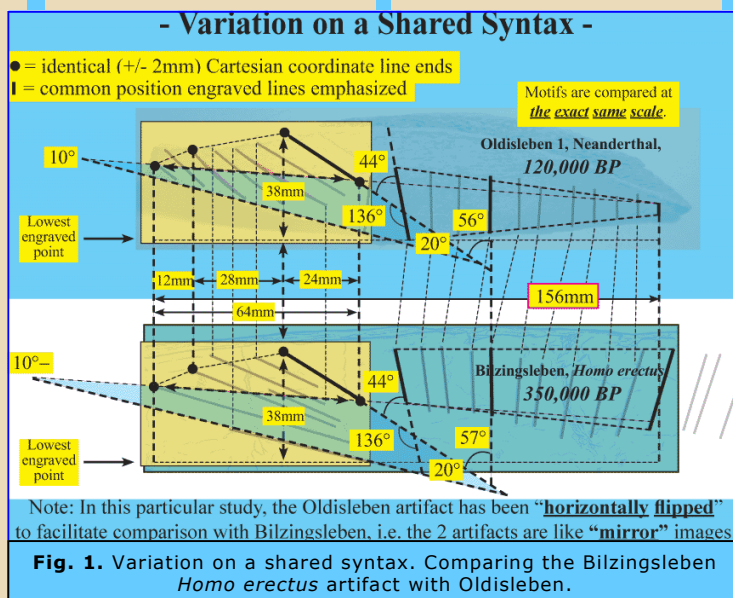 - Variation on a Shared Syntax -
● = identical (+/- 2mm) Cartesian coordinate line ends
I = common position engraved lines emphasized
Motifs are compared at
the exact same scale.
Oldisleben 1, Neanderthal,
120,000 BP
10°
44°
38mm
136°
56°
Lowest
engraved
point
20°
12mm
28mm
24mm
156mm
64mm
10°–
44°
Bilzingsleben, Homo erectus
350,000 BP
38mm
136°
57°
Lowest
engraved
point
20°
Note: In this particular study, the Oldisleben artifact has been “horizontally flipped”
to facilitate comparison with Bilzingsleben, i.e. the 2 artifacts are like “mirror” images
Fig. 1. Variation on a shared syntax. Comparing the Bilzingsleben
Homo erectus artifact with Oldisleben.